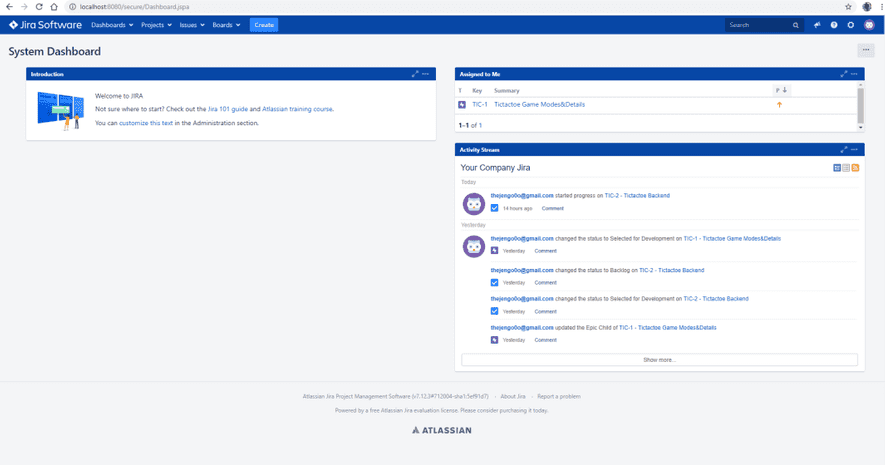 localhost:8080/secure/Dashboard.jspa
Jira Software Dashboards Projects Issues Boards Create Search
System Dashboard
Introduction
Welcome to JIRA
Not sure where to start? Check out the Jira 101 guide and Atlassian training course.
You can customize this text in the Administration section.
Assigned to Me
T Key Summary P
TIC-1 Tictactoe Game Modes&Details
1–1 of 1
Activity Stream
Your Company Jira
Today
thejengo0o@gmail.com started progress on TIC-2 - Tictactoe Backend
14 hours ago Comment
Yesterday
thejengo0o@gmail.com changed the status to Selected for Development on TIC-1 - Tictactoe Game Modes&Details
Yesterday Comment
thejengo0o@gmail.com changed the status to Backlog on TIC-2 - Tictactoe Backend
Yesterday Comment
thejengo0o@gmail.com changed the status to Selected for Development on TIC-2 - Tictactoe Backend
Yesterday Comment
thejengo0o@gmail.com updated the Epic Child of TIC-1 - Tictactoe Game Modes&Details
Yesterday Comment
Show more...
Atlassian Jira Project Management Software · About Jira · Report a problem
Powered by a free Atlassian Jira evaluation license. Please consider purchasing it today.
ATLASSIAN